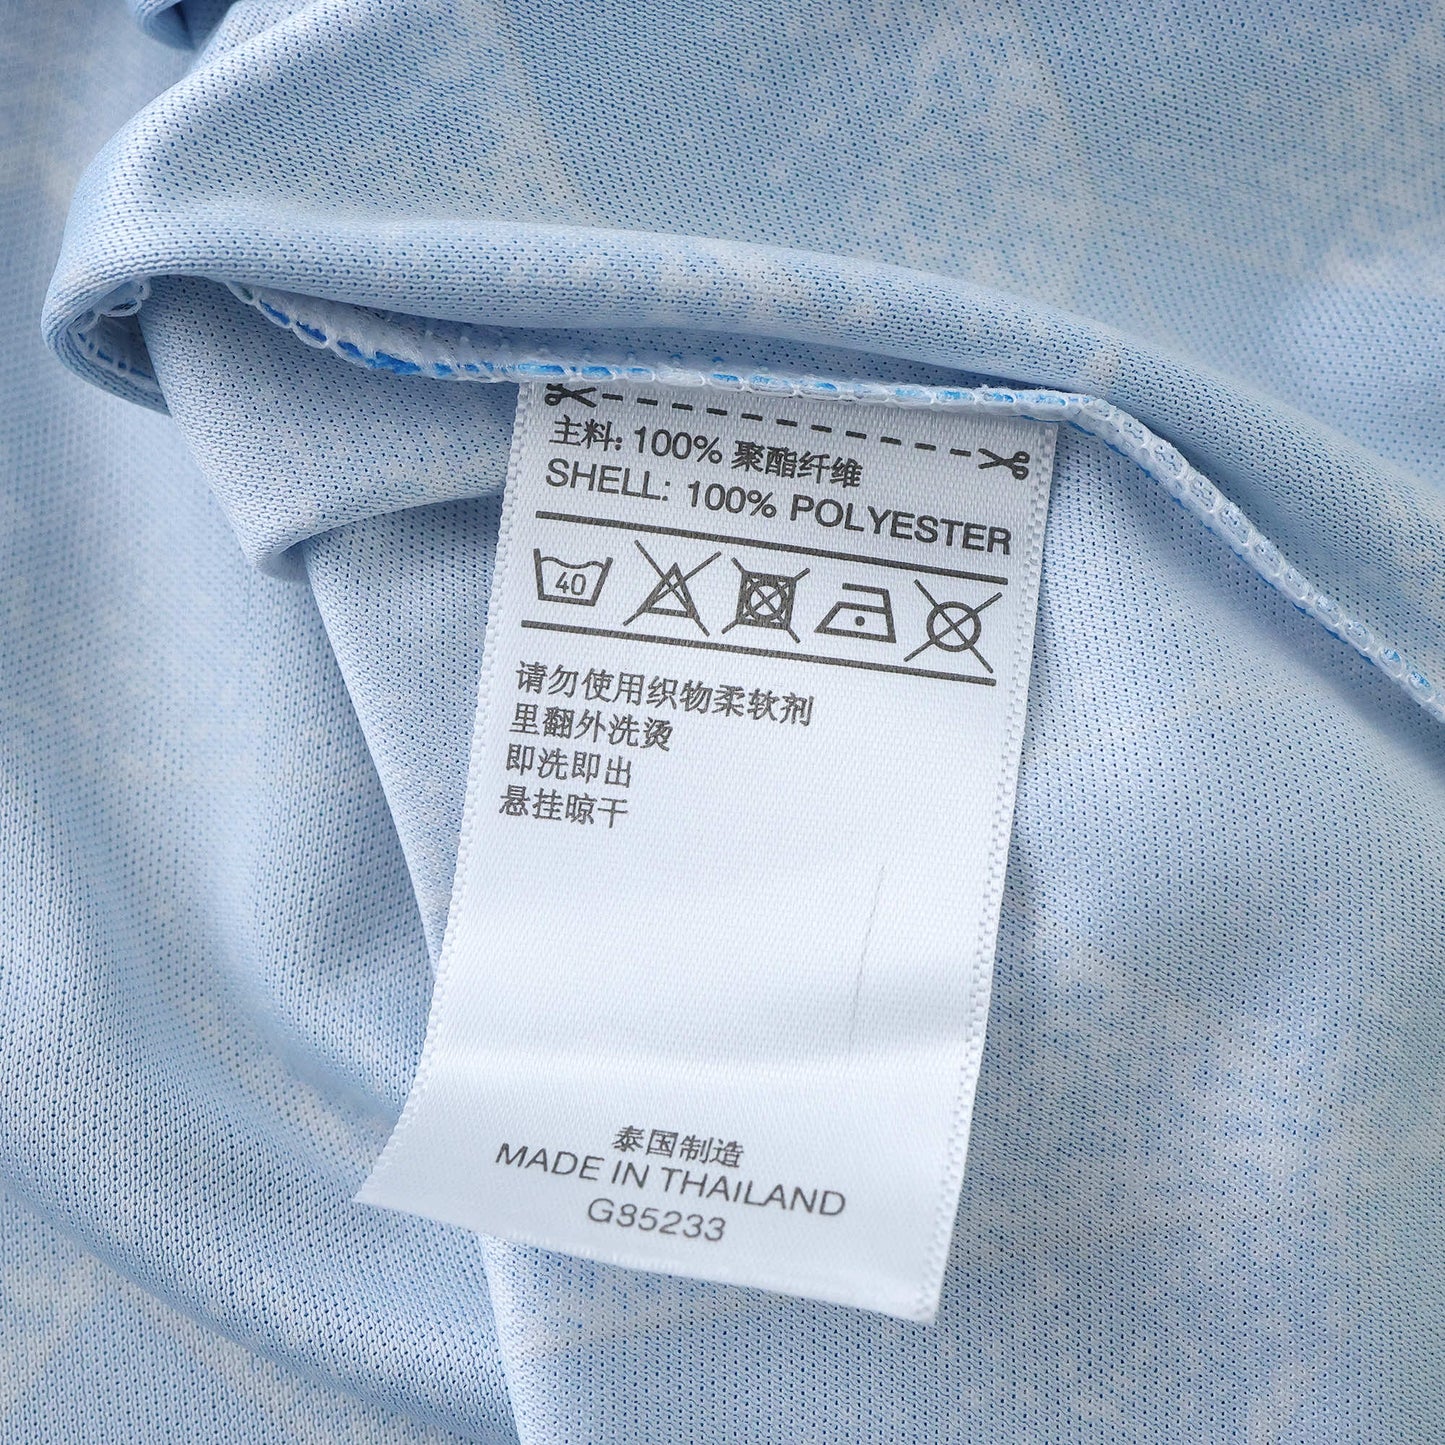 主料: 100% 聚酯纤维
SHELL: 100% POLYESTER
40
请勿使用织物柔软剂
里翻外洗烫
即洗即出
悬挂晾干
泰国制造
MADE IN THAILAND
G85233